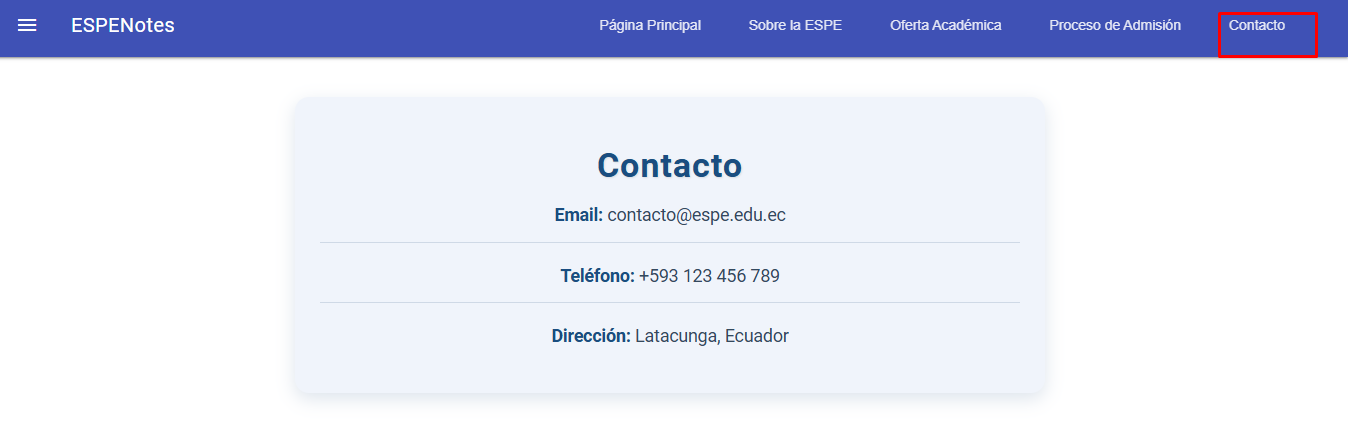 ESPENotes Página Principal Sobre la ESPE Oferta Académica Proceso de Admisión Contacto
Contacto
Email: contacto@espe.edu.ec
Teléfono: +593 123 456 789
Dirección: Latacunga, Ecuador